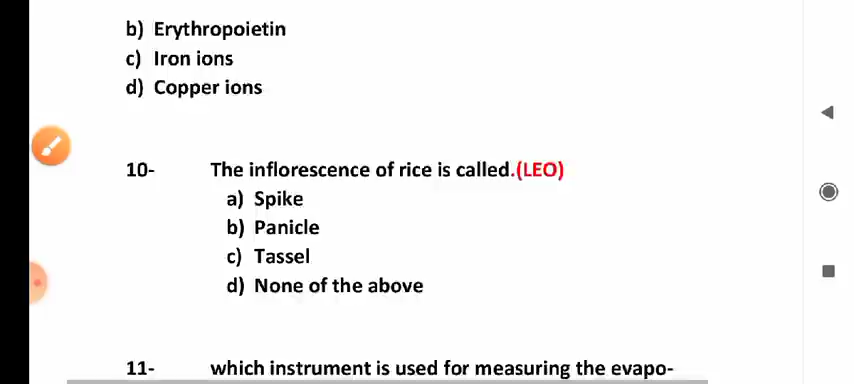 b) Erythropoietin
c) Iron ions
d) Copper ions
10- The inflorescence of rice is called.(LEO)
a) Spike
b) Panicle
c) Tassel
d) None of the above
11- which instrument is used for measuring the evapo-